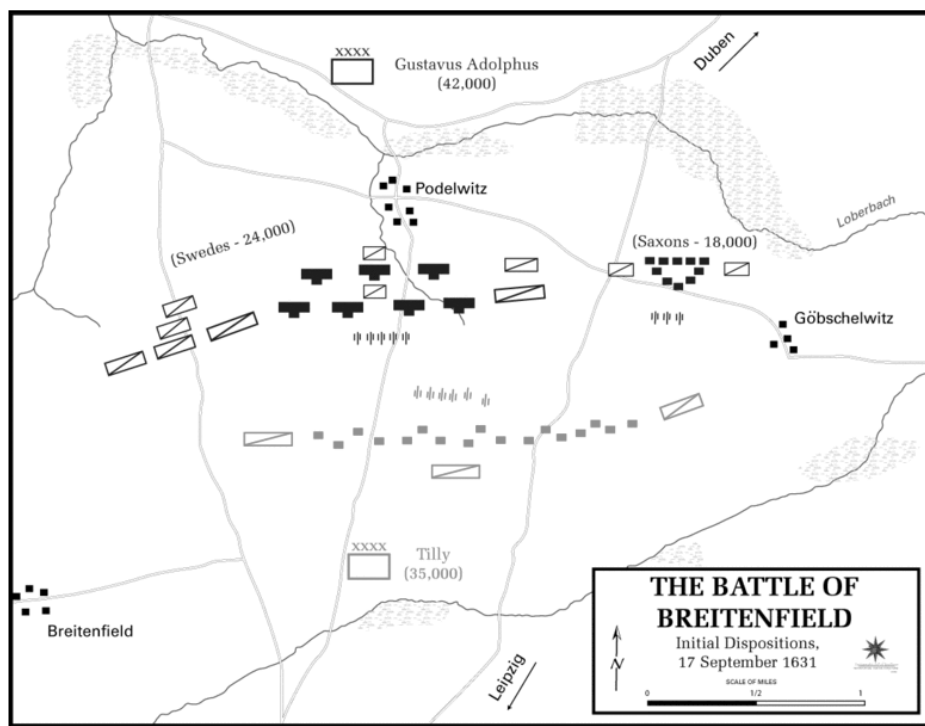 XXXX
Gustavus Adolphus
(42,000)
Duben
Podelwitz
Loberbach
(Swedes - 24,000)
(Saxons - 18,000)
Göbschelwitz
XXXX
Tilly
(35,000)
Breitenfield
Leipzig
THE BATTLE OF
BREITENFIELD
Initial Dispositions,
17 September 1631
N
SCALE OF MILES
0 1/2 1